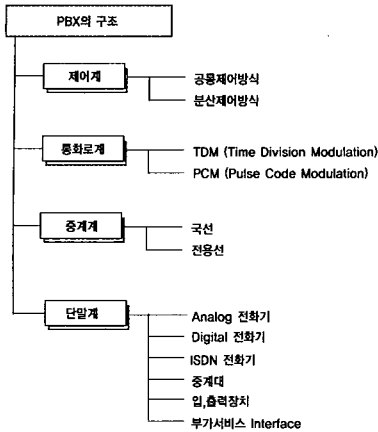 PBX의 구조
제어계
공통제어방식
분산제어방식
통화로계
TDM (Time Division Modulation)
PCM (Pulse Code Modulation)
중계계
국선
전용선
단말계
Analog 전화기
Digital 전화기
ISDN 전화기
중계대
입,출력장치
부가서비스 Interface